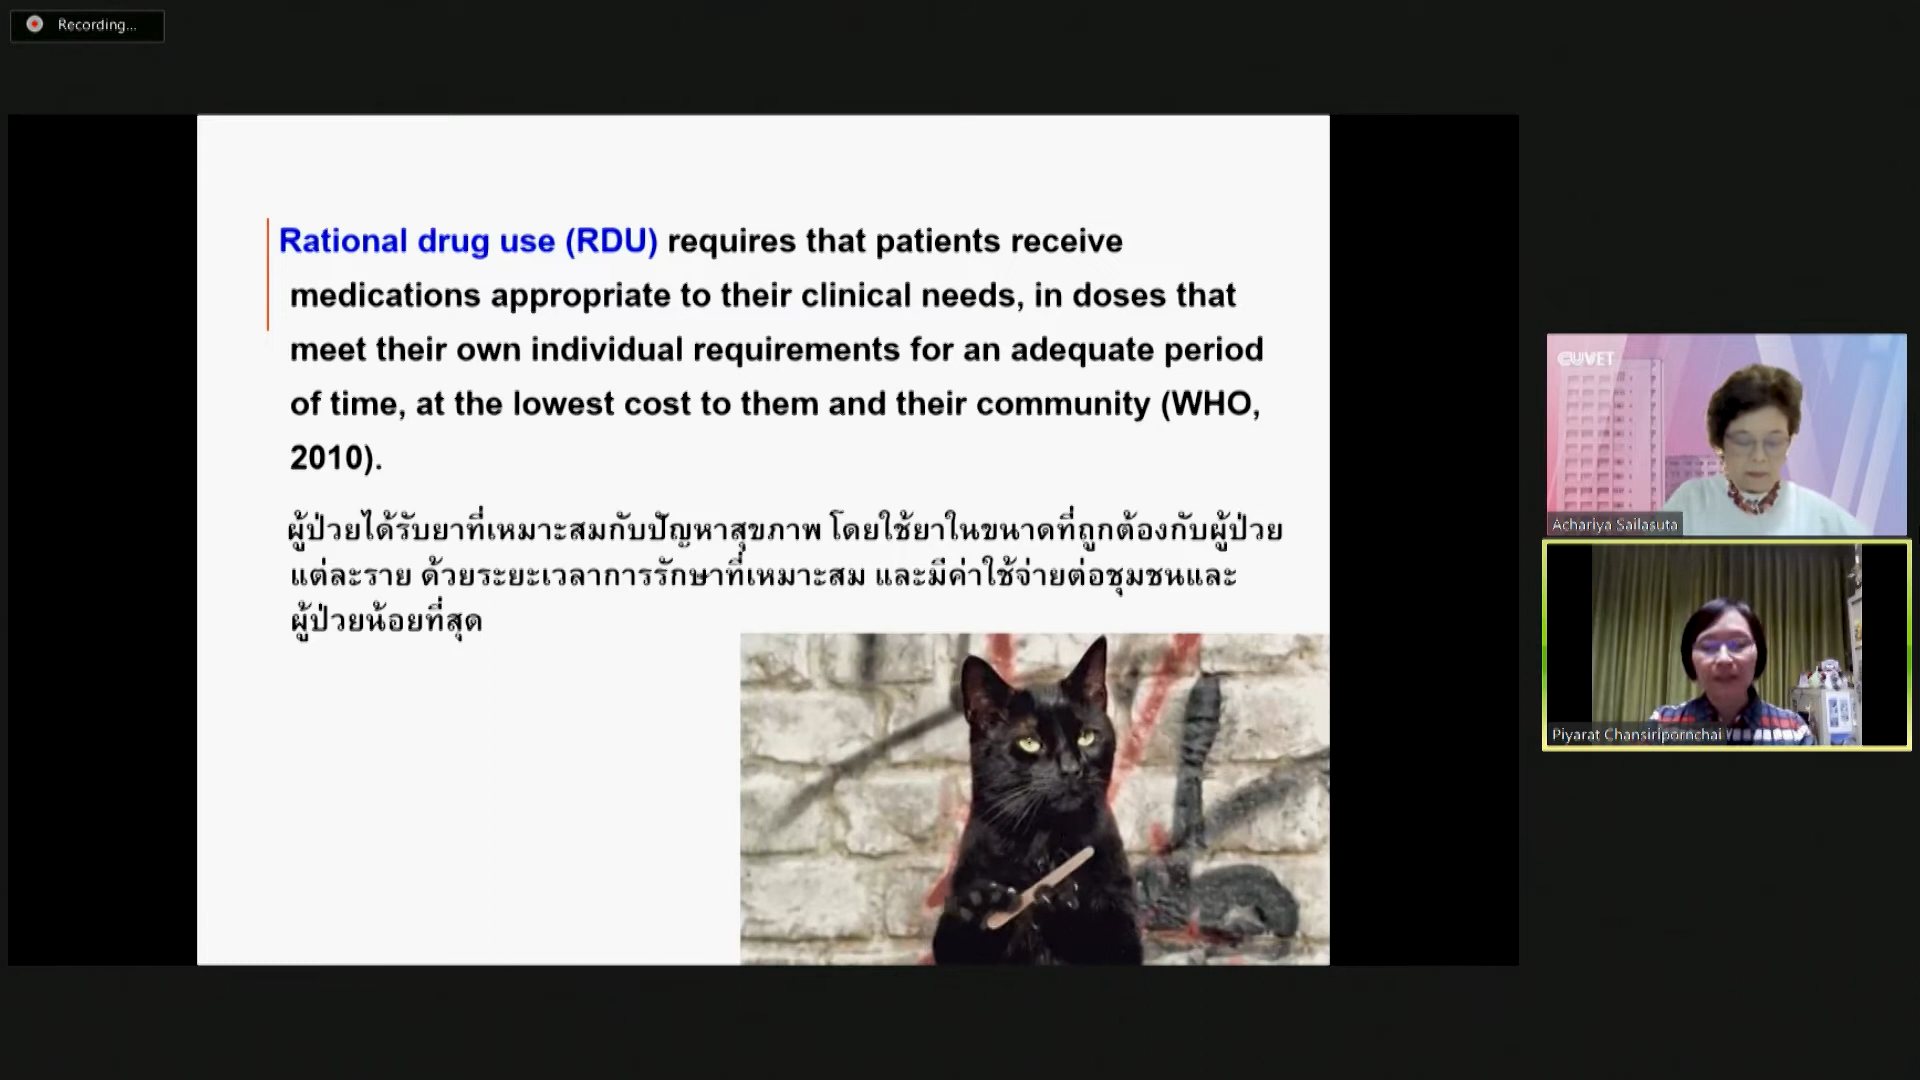 Recording...
Rational drug use (RDU) requires that patients receive
medications appropriate to their clinical needs, in doses that
meet their own individual requirements for an adequate period
of time, at the lowest cost to them and their community (WHO,
2010).
ผู้ป่วยได้รับยาที่เหมาะสมกับปัญหาสุขภาพ โดยใช้ยาในขนาดที่ถูกต้องกับผู้ป่วย
แต่ละราย ด้วยระยะเวลาการรักษาที่เหมาะสม และมีค่าใช้จ่ายต่อชุมชนและ
ผู้ป่วยน้อยที่สุด
CUVET
Achariya Sailasuta
Piyarat Chansiripornchai